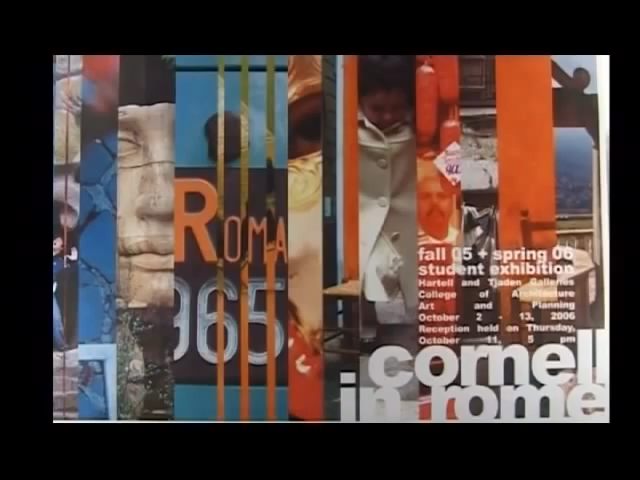 ROMA
965
fall 05 + spring 06
student exhibition
Hartell and Tjaden Galleries
College of Architecture
Art and Planning
October 2 - 13, 2006
Reception held on Thursday,
October 11, 5 pm
cornell
in rome